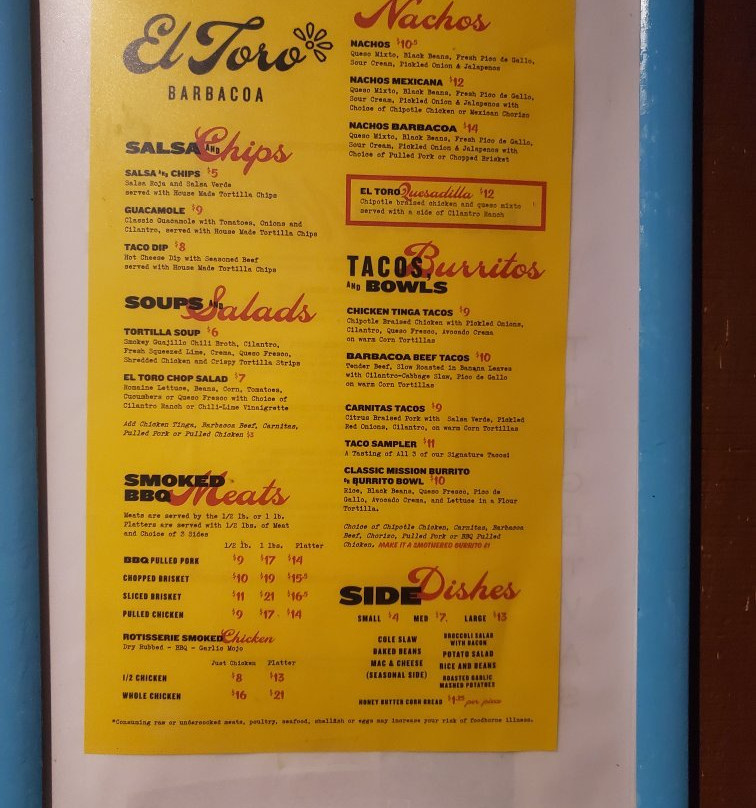 El Toro
BARBACOA
SALSA AND Chips
SALSA AND CHIPS $5
Salsa Roja and Salsa Verde
served with House Made Tortilla Chips
GUACAMOLE $9
Classic Guacamole with Tomatoes, Onions and
Cilantro, served with House Made Tortilla Chips
TACO DIP $8
Hot Cheese Dip with Seasoned Beef
served with House Made Tortilla Chips
SOUPS AND Salads
TORTILLA SOUP $6
Smokey Guajillo Chili Broth, Cilantro,
Fresh Squeezed Lime, Crema, Queso Fresco,
Shredded Chicken and Crispy Tortilla Strips
EL TORO CHOP SALAD $7
Romaine Lettuce, Beans, Corn, Tomatoes,
Cucumbers or Queso Fresco with Choice of
Cilantro Ranch or Chili-Lime Vinaigrette
Add Chicken Tinga, Barbacoa Beef, Carnitas,
Pulled Pork or Pulled Chicken
SMOKED
BBQ Meats
Meats are served by the 1/2 lb. or 1 lb.
Platters are served with 1/2 lbs. of Meat
and Choice of 2 Sides
1/2 lb. 1 lbs. Platter
BBQ PULLED PORK $9 $17 $14
CHOPPED BRISKET $10 $19 $15.5
SLICED BRISKET $11 $21 $16.5
PULLED CHICKEN $9 $17 $14
ROTISSERIE SMOKED Chicken
Dry Rubbed - BBQ - Garlic Mojo
Just Chicken Platter
1/2 CHICKEN $8 $13
WHOLE CHICKEN $16 $21
Nachos
NACHOS $10.5
Queso Mixto, Black Beans, Fresh Pico de Gallo,
Sour Cream, Pickled Onion & Jalapenos
NACHOS MEXICANA $12
Queso Mixto, Black Beans, Fresh Pico de Gallo,
Sour Cream, Pickled Onion & Jalapenos with
Choice of Chipotle Chicken or Mexican Chorizo
NACHOS BARBACOA $14
Queso Mixto, Black Beans, Fresh Pico de Gallo,
Sour Cream, Pickled Onion & Jalapenos with
Choice of Pulled Pork or Chopped Brisket
EL TORO Quesadilla $12
Chipotle braised chicken and queso mixto
served with a side of Cilantro Ranch
TACOS, Burritos
AND BOWLS
CHICKEN TINGA TACOS $9
Chipotle Braised Chicken with Pickled Onions,
Cilantro, Queso Fresco, Avocado Crema
on warm Corn Tortillas
BARBACOA BEEF TACOS $10
Tender Beef, Slow Roasted in Banana Leaves
with Cilantro-Cabbage Slaw, Pico de Gallo
on warm Corn Tortillas
CARNITAS TACOS $9
Citrus Braised Pork with Salsa Verde, Pickled
Red Onions, Cilantro, on warm Corn Tortillas
TACO SAMPLER $11
A Tasting of All 3 of our Signature Tacos!
CLASSIC MISSION BURRITO
OR BURRITO BOWL $10
Rice, Black Beans, Queso Fresco, Pico de
Gallo, Avocado Crema, and Lettuce in a Flour
Tortilla.
Choice of Chipotle Chicken, Carnitas, Barbacoa
Beef, Chorizo, Pulled Pork or BBQ Pulled
Chicken. MAKE IT A SMOTHERED BURRITO
SIDE Dishes
SMALL $4 MED $7 LARGE $13
COLE SLAW
BAKED BEANS
MAC & CHEESE
(SEASONAL SIDE)
BROCCOLI SALAD
WITH BACON
POTATO SALAD
RICE AND BEANS
ROASTED GARLIC
MASHED POTATOES
HONEY BUTTER CORN BREAD $1.25 per piece
*Consuming raw or undercooked meats, poultry, seafood, shellfish or eggs may increase your risk of foodborne illness.